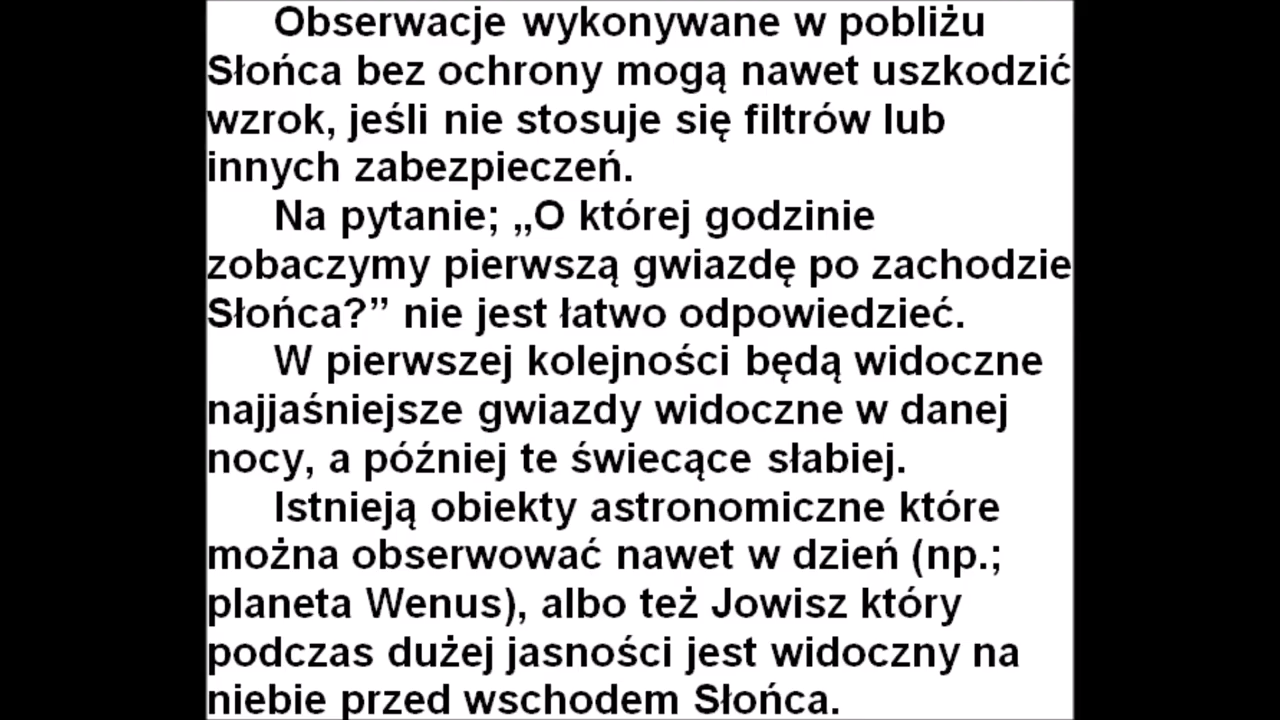 Obserwacje wykonywane w pobliżu
Słońca bez ochrony mogą nawet uszkodzić
wzrok, jeśli nie stosuje się filtrów lub
innych zabezpieczeń.
Na pytanie; „O której godzinie
zobaczymy pierwszą gwiazdę po zachodzie
Słońca?” nie jest łatwo odpowiedzieć.
W pierwszej kolejności będą widoczne
najjaśniejsze gwiazdy widoczne w danej
nocy, a później te świecące słabiej.
Istnieją obiekty astronomiczne które
można obserwować nawet w dzień (np.;
planeta Wenus), albo też Jowisz który
podczas dużej jasności jest widoczny na
niebie przed wschodem Słońca.